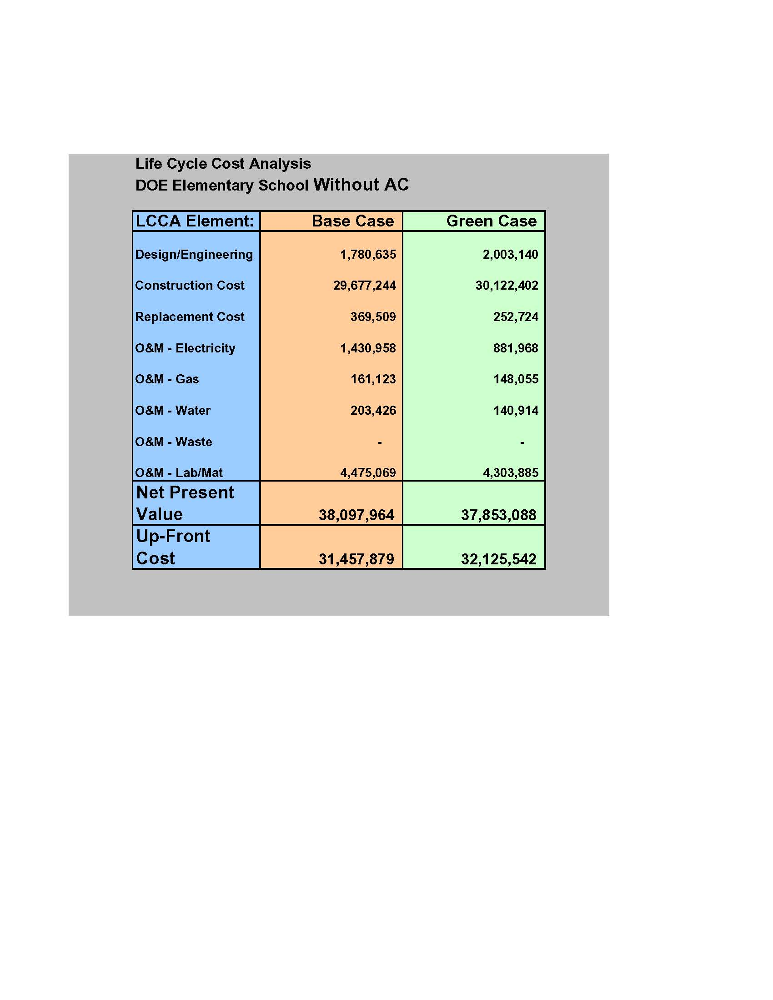 Life Cycle Cost Analysis
DOE Elementary School Without AC
LCCA Element: Base Case Green Case
Design/Engineering 1,780,635 2,003,140
Construction Cost 29,677,244 30,122,402
Replacement Cost 369,509 252,724
O&M - Electricity 1,430,958 881,968
O&M - Gas 161,123 148,055
O&M - Water 203,426 140,914
O&M - Waste - -
O&M - Lab/Mat 4,475,069 4,303,885
Net Present
Value 38,097,964 37,853,088
Up-Front
Cost 31,457,879 32,125,542